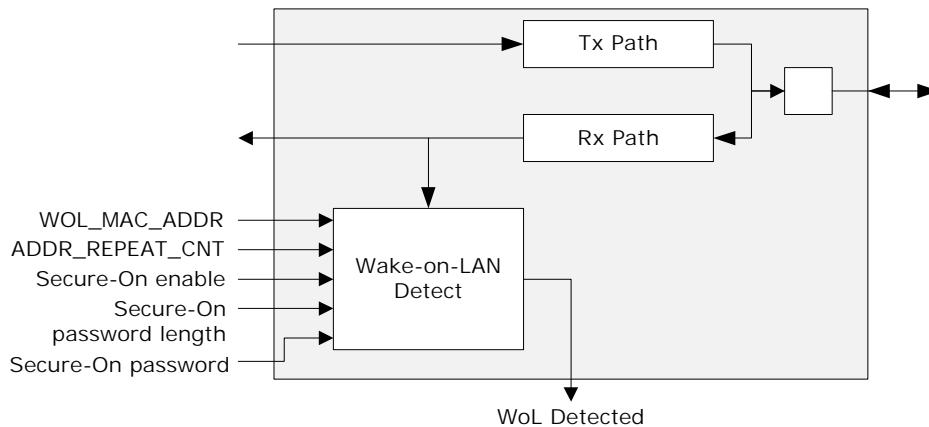 Tx Path
Rx Path
WOL_MAC_ADDR
ADDR_REPEAT_CNT
Secure-On enable
Secure-On
password length
Secure-On password
Wake-on-LAN
Detect
WoL Detected